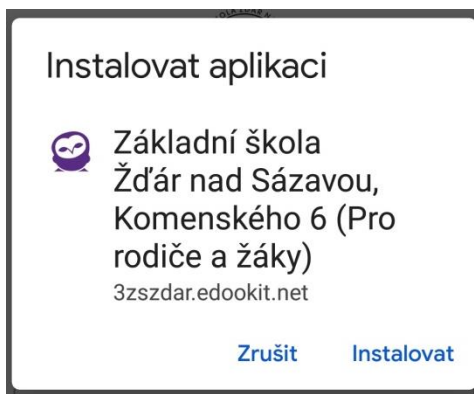 Instalovat aplikaci
Základní škola
Žďár nad Sázavou,
Komenského 6 (Pro
rodiče a žáky)
3zszdar.edookit.net
Zrušit Instalovat